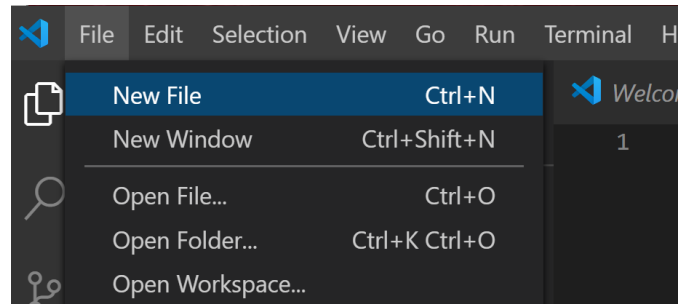 File Edit Selection View Go Run Terminal
New File Ctrl+N
New Window Ctrl+Shift+N
Open File... Ctrl+O
Open Folder... Ctrl+K Ctrl+O
Open Workspace...
1